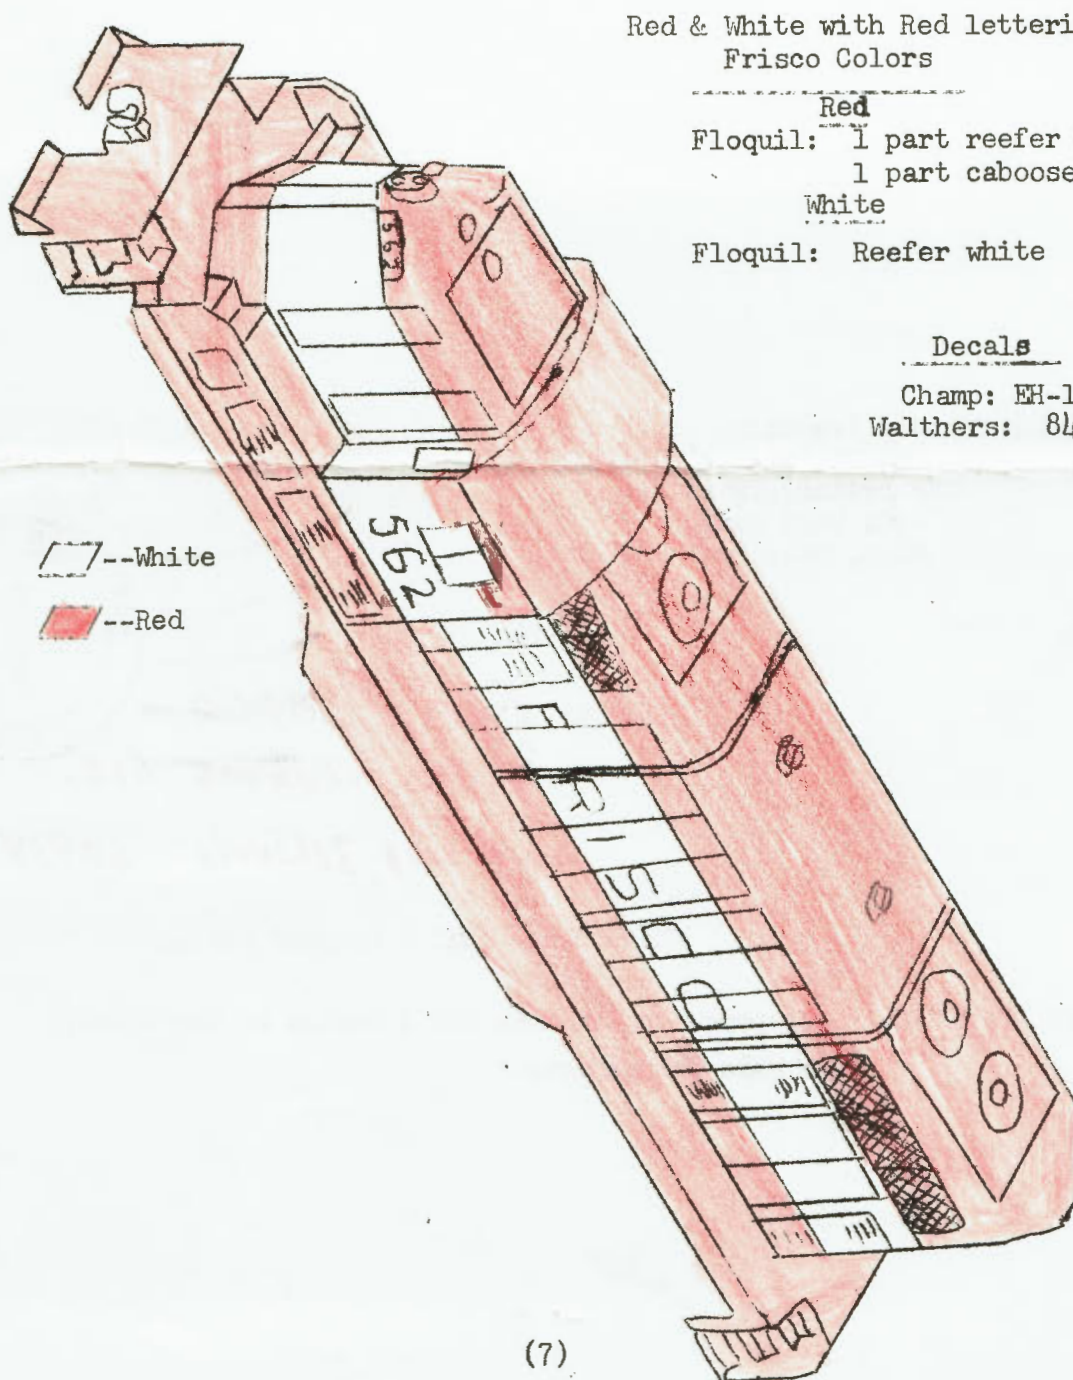 Red & White with Red letteri
Frisco Colors
Red
Floquil: 1 part reefer
1 part caboose
White
Floquil: Reefer white
Decals
Champ: EH-1
Walthers: 84
--White
--Red
562
562
FRISCO
(7)